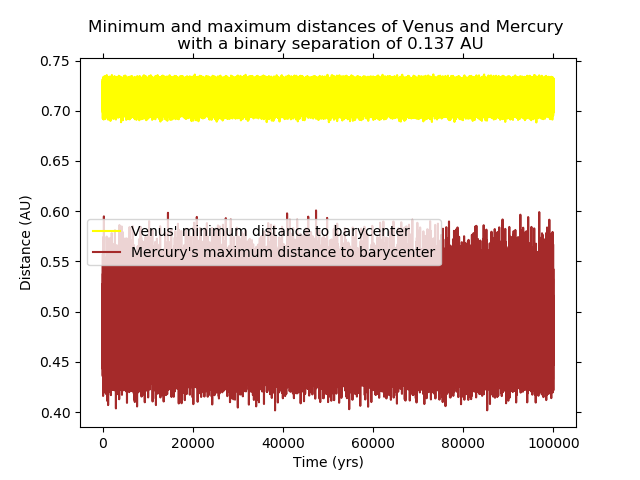 Minimum and maximum distances of Venus and Mercury
with a binary separation of 0.137 AU
0.75
0.70
0.65
0.60
0.55
0.50
0.45
0.40
Distance (AU)
Venus' minimum distance to barycenter
Mercury's maximum distance to barycenter
0
20000
40000
60000
80000
100000
Time (yrs)